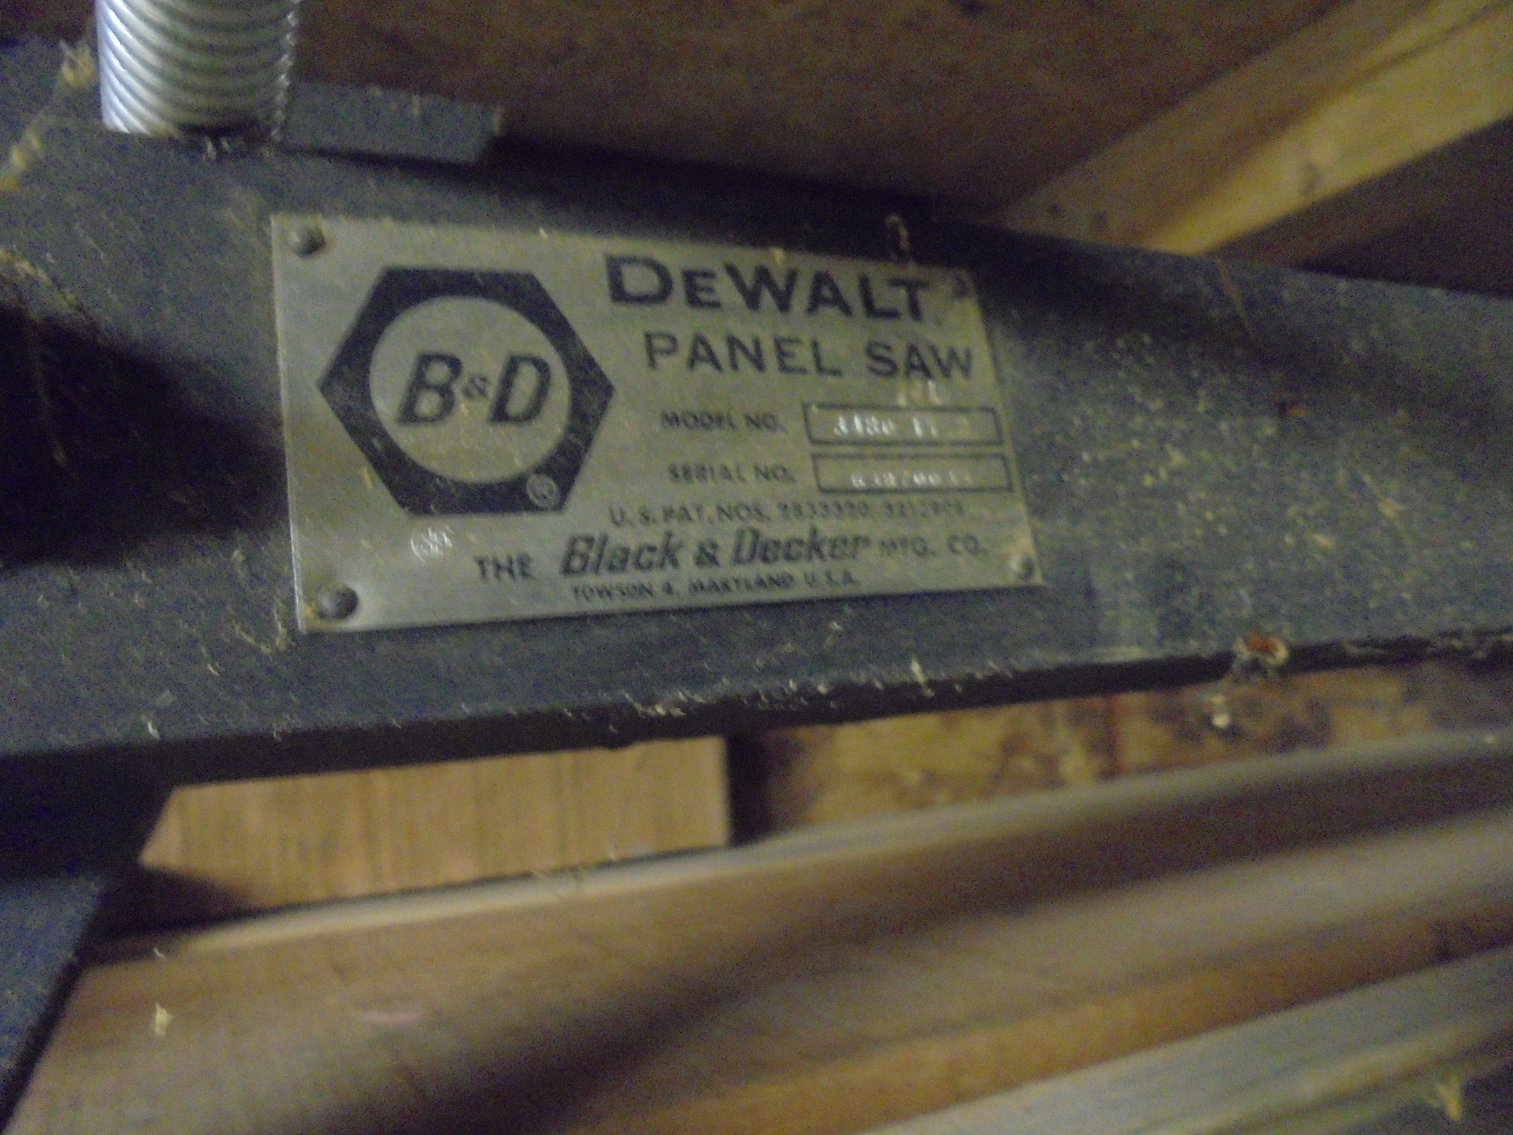 B&D
®
DEWALT
PANEL SAW
MODEL NO.
SERIAL NO.
U.S. PAT. NOS.
THE Black & Decker MFG. CO.
TOWSON 4, MARYLAND U.S.A.